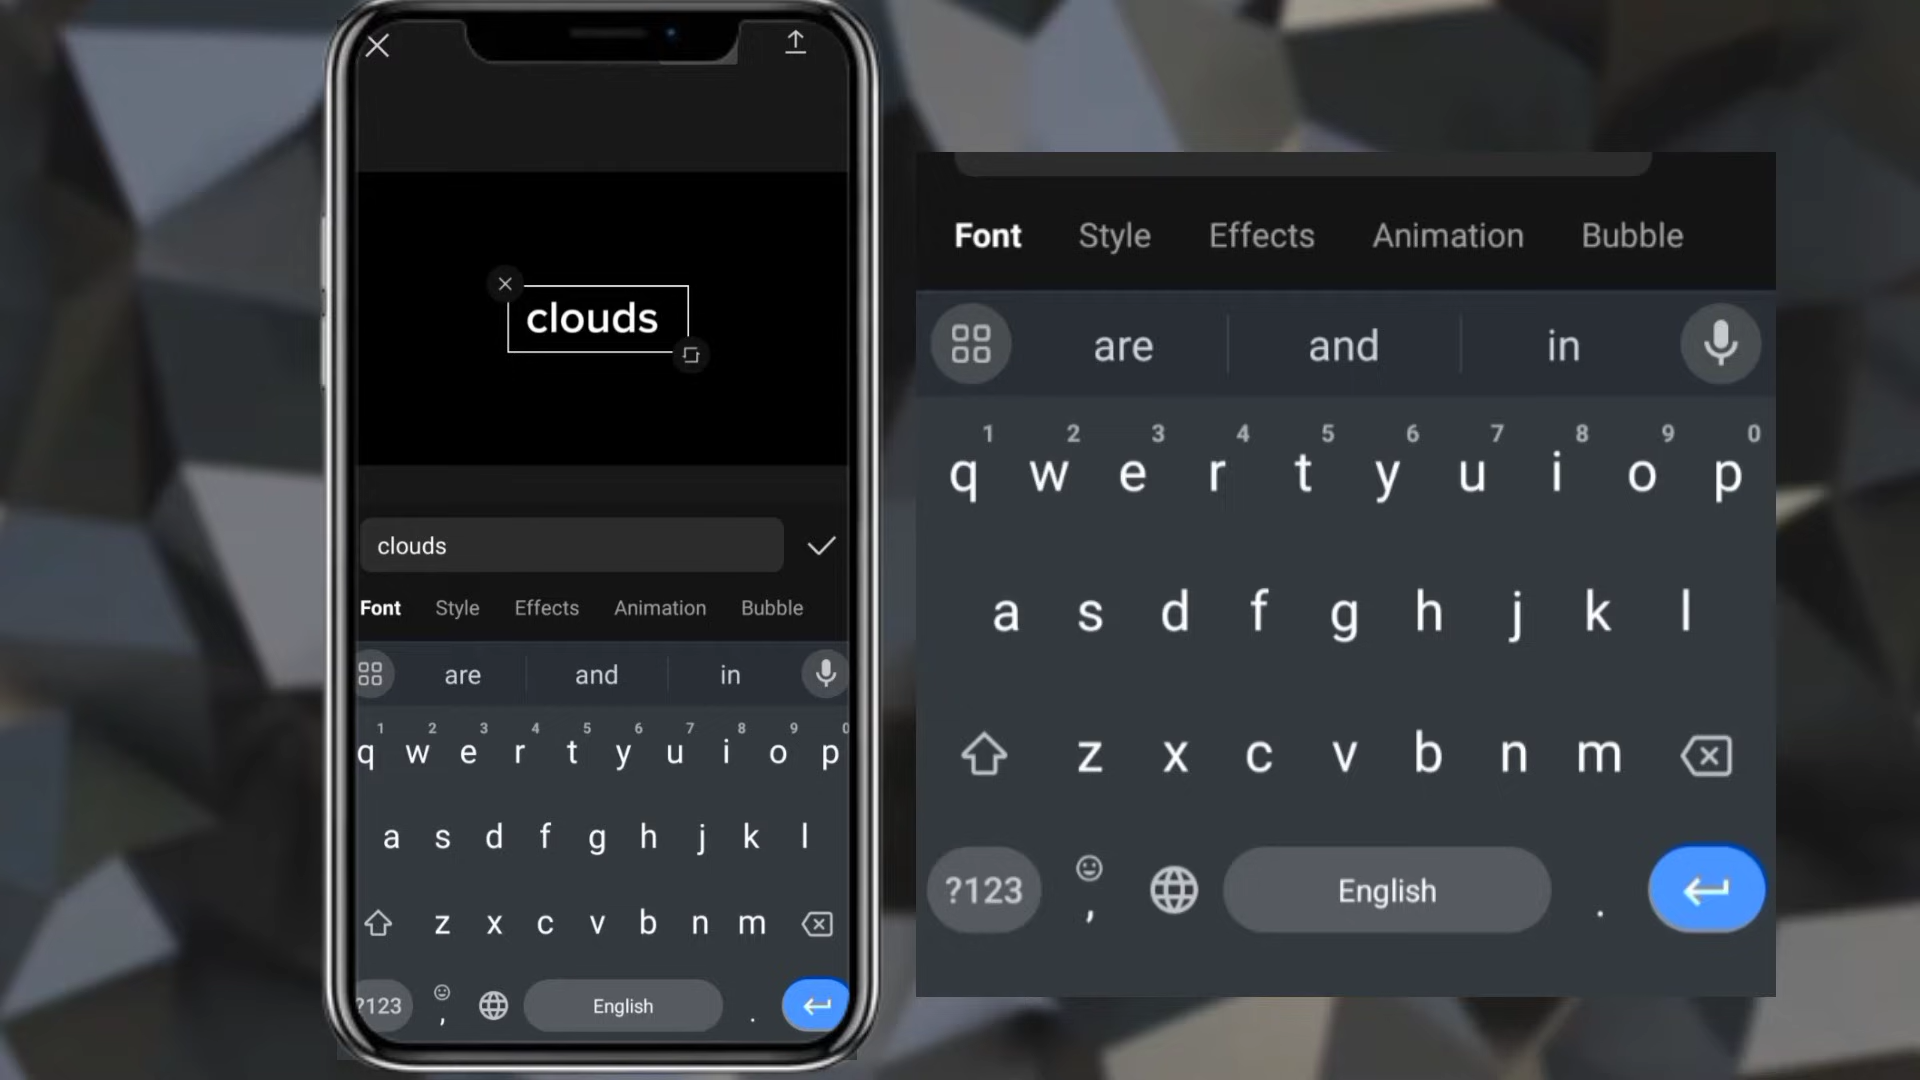 clouds
clouds
Font Style Effects Animation Bubble
are and in
1 2 3 4 5 6 7 8 9 0
q w e r t y u i o p
a s d f g h j k l
z x c v b n m
?123 , English .
Font Style Effects Animation Bubble
are and in
1 2 3 4 5 6 7 8 9 0
q w e r t y u i o p
a s d f g h j k l
z x c v b n m
?123 , English .